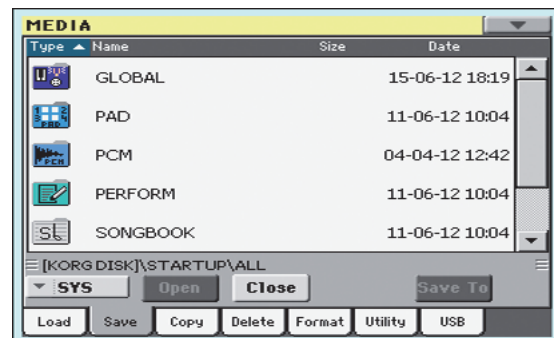 MEDIA
Type Name Size Date
GLOBAL 15-06-12 18:19
PAD PAD 11-06-12 10:04
PCM PCM 04-04-12 12:42
PERFORM 11-06-12 10:04
SONGBOOK 11-06-12 10:04
[KORG DISK]\STARTUP\ALL
SYS Open Close Save To
Load Save Copy Delete Format Utility USB